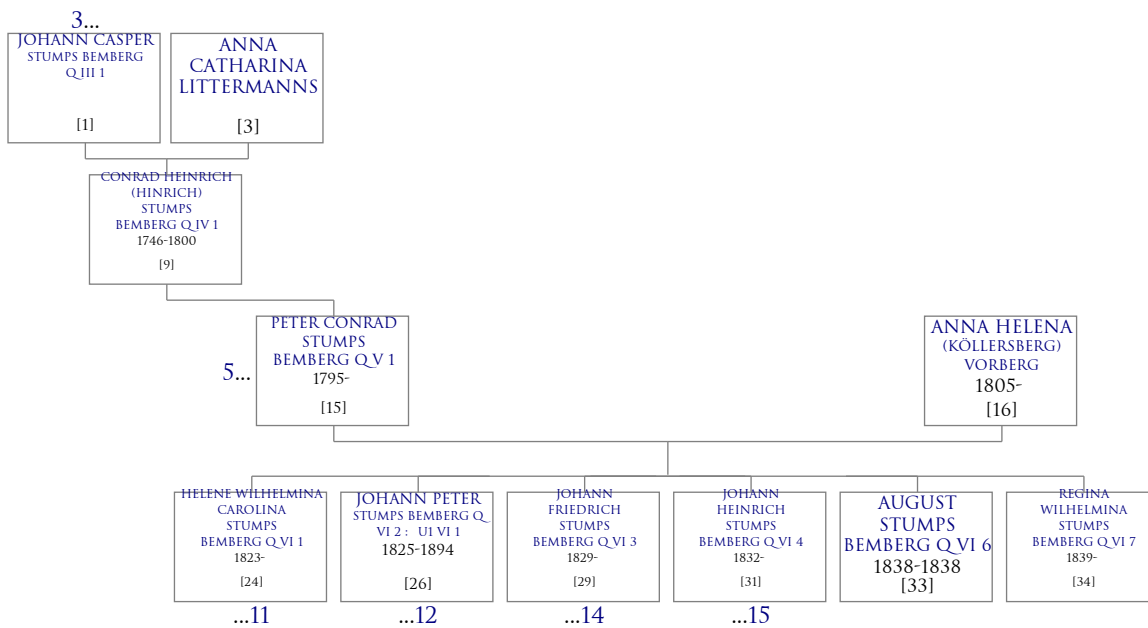 3...
JOHANN CASPER
STUMPS BEMBERG
Q III 1
[1]
ANNA
CATHARINA
LITTERMANNS
[3]
CONRAD HEINRICH
(HINRICH)
STUMPS
BEMBERG Q IV 1
1746-1800
[9]
5...
PETER CONRAD
STUMPS
BEMBERG Q V 1
1795-
[15]
ANNA HELENA
(KÖLLERSBERG)
VORBERG
1805-
[16]
HELENE WILHELMINA
CAROLINA
STUMPS
BEMBERG Q VI 1
1823-
[24]
...11
JOHANN PETER
STUMPS BEMBERG Q
VI 2 : U1 VI 1
1825-1894
[26]
...12
JOHANN
FRIEDRICH
STUMPS
BEMBERG Q VI 3
1829-
[29]
...14
JOHANN
HEINRICH
STUMPS
BEMBERG Q VI 4
1832-
[31]
...15
AUGUST
STUMPS
BEMBERG Q VI 6
1838-1838
[33]
REGINA
WILHELMINA
STUMPS
BEMBERG Q VI 7
1839-
[34]